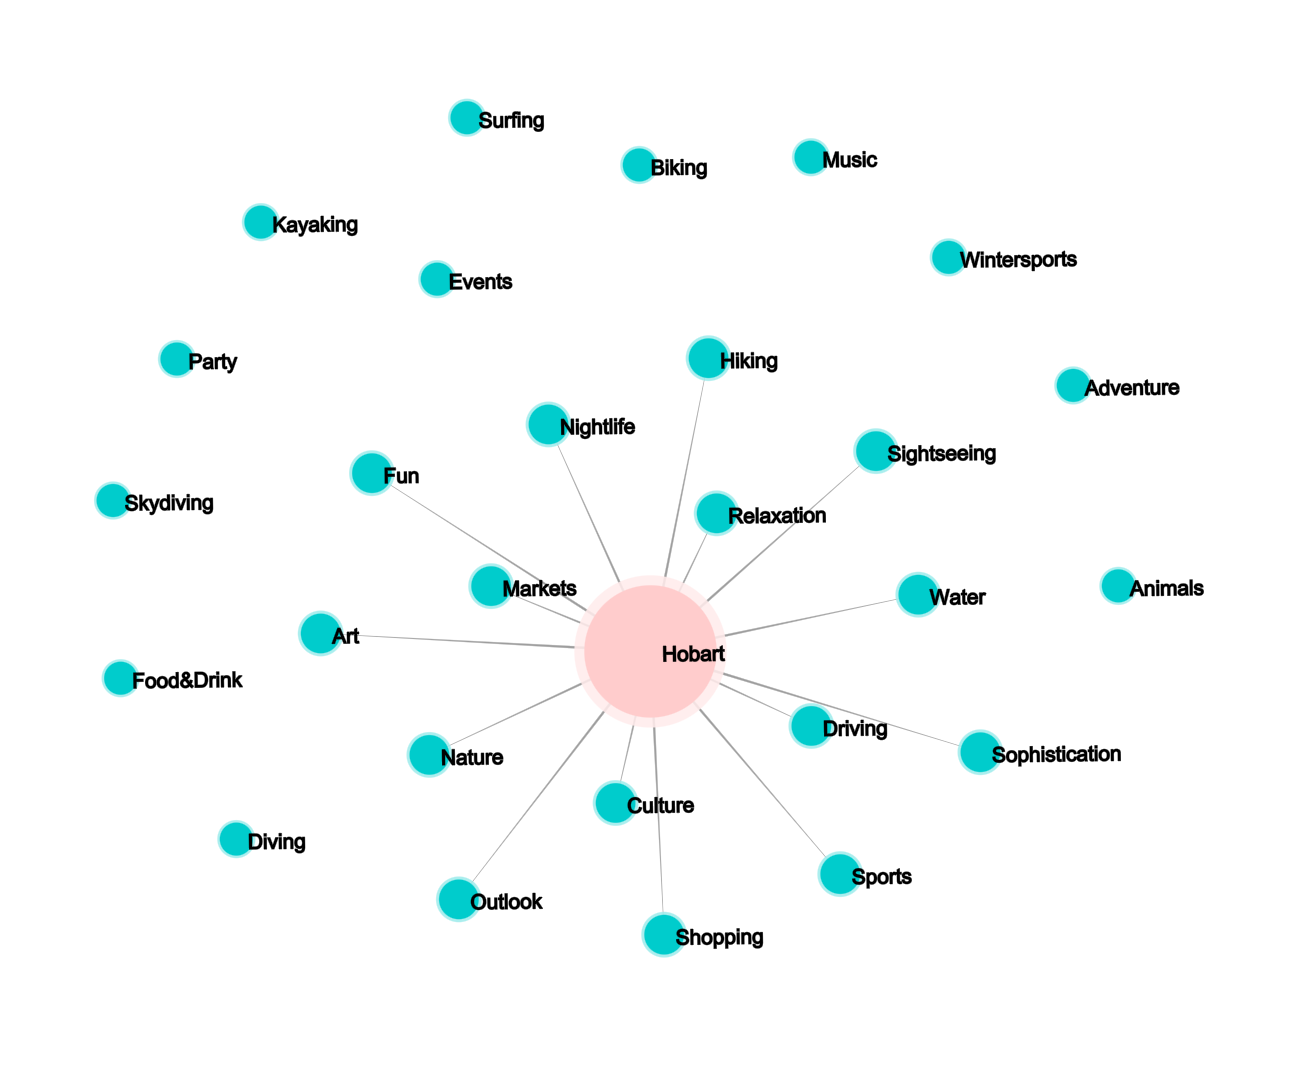 Surfing
Biking
Music
Kayaking
Wintersports
Events
Hiking
Party
Adventure
Nightlife
Sightseeing
Fun
Skydiving
Relaxation
Markets
Animals
Water
Art
Hobart
Food&Drink
Driving
Sophistication
Nature
Culture
Diving
Sports
Outlook
Shopping